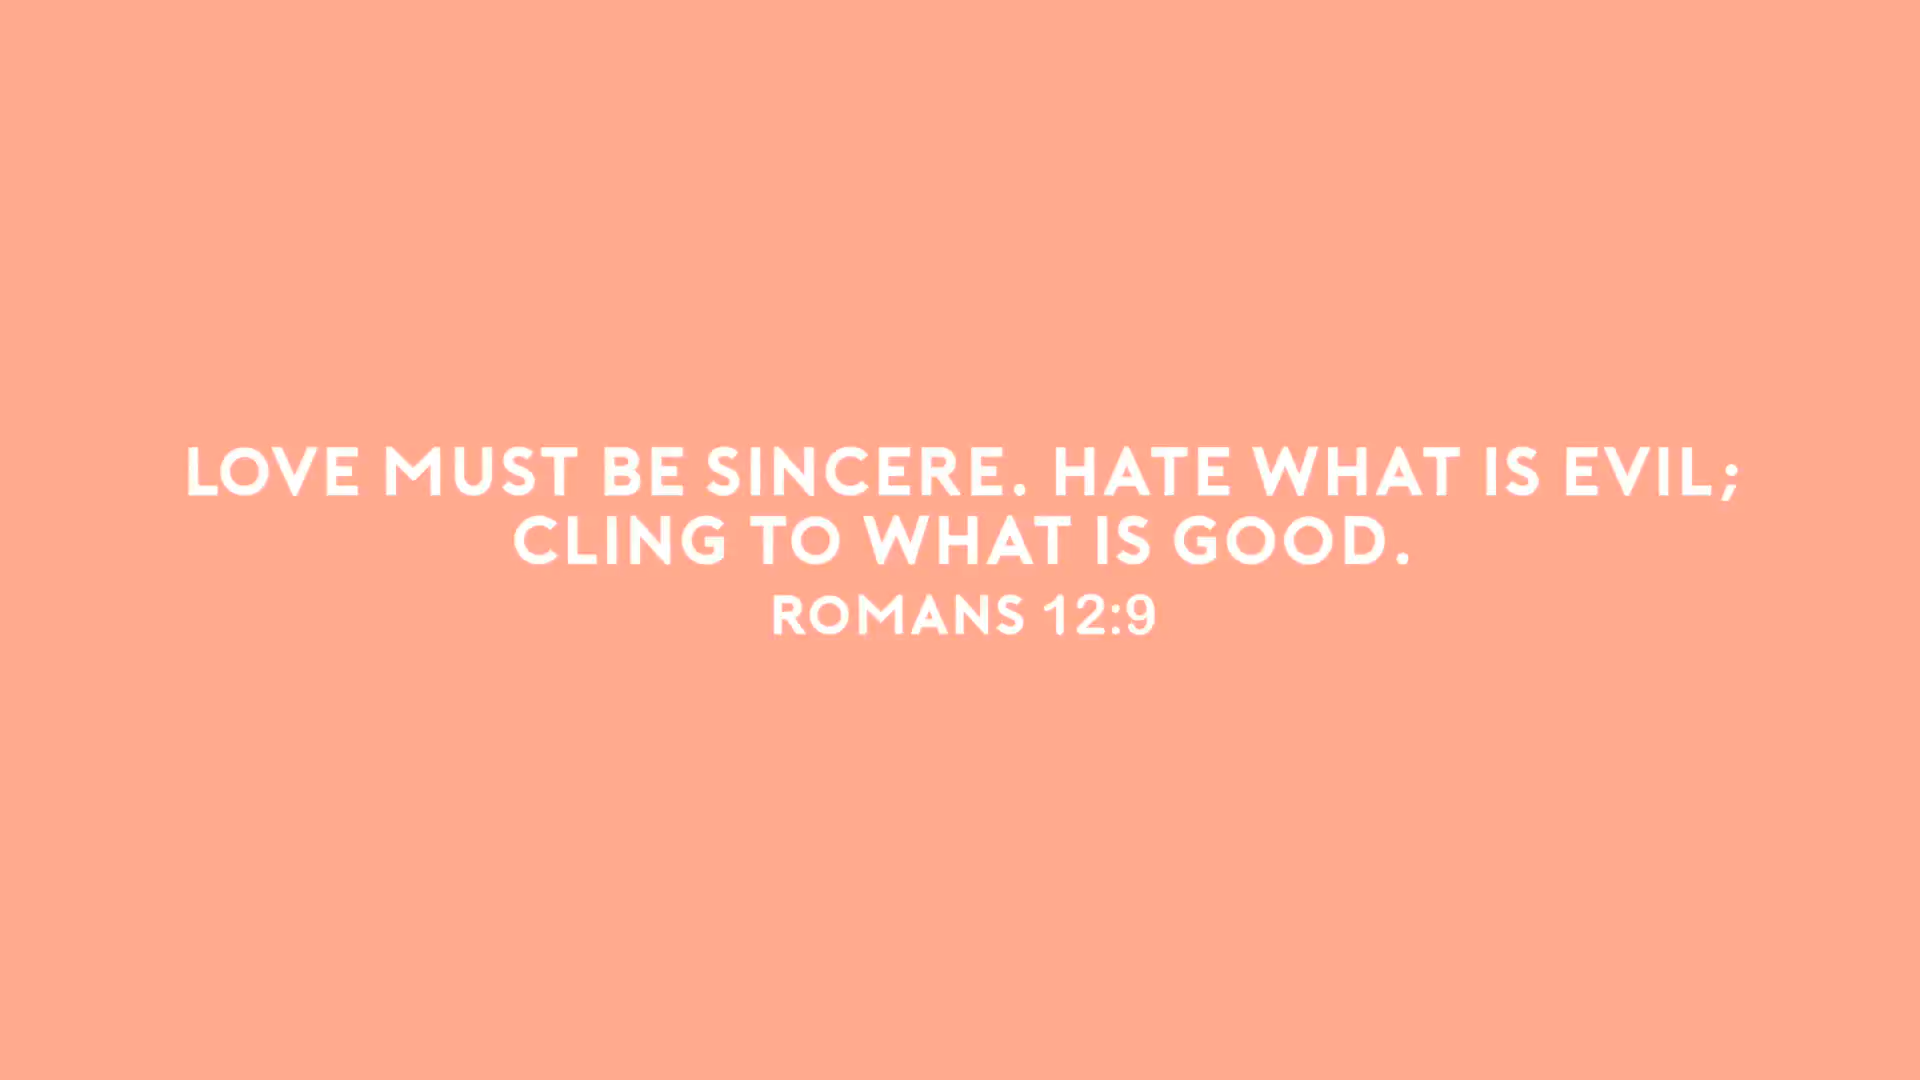 LOVE MUST BE SINCERE. HATE WHAT IS EVIL;
CLING TO WHAT IS GOOD.
ROMANS 12:9